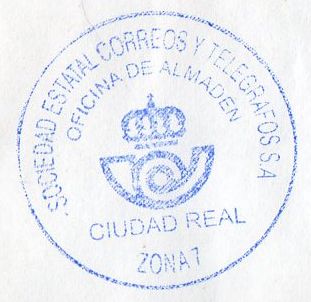 SOCIEDAD ESTATAL CORREOS Y TELEGRAFOS S.A
OFICINA DE ALMADEN
CIUDAD REAL
ZONA 1